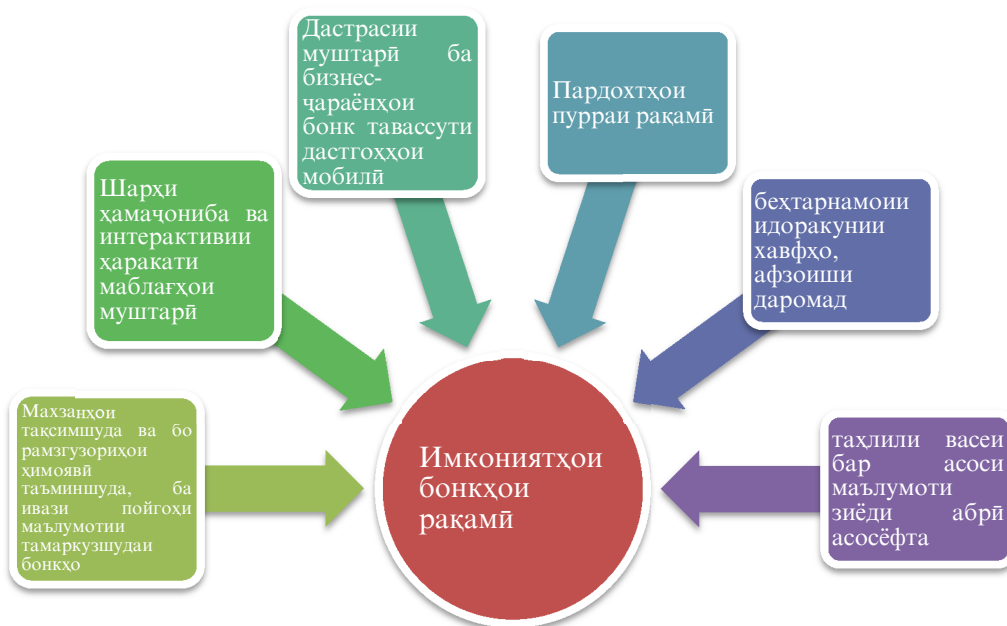 Дастрасии
муштарӣ ба
бизнес-
ҷараёнҳои
бонк тавассути
дастгоҳҳои
мобилӣ
Пардохтҳои
пурраи рақамӣ
Шарҳи
ҳамаҷониба ва
интерактивии
ҳаракати
маблағҳои
муштарӣ
беҳтарнамоии
идоракунии
хавфҳо,
афзоиши
даромад
Махзанҳои
тақсимшуда ва бо
рамзгузориҳои
ҳимоявӣ
таъминшуда, ба
ивази пойгоҳи
маълумотии
тамаркузшудаи
бонкҳо
Имкониятҳои
бонкҳои
рақамӣ
таҳлили васеи
бар асоси
маълумоти
зиёди абрӣ
асосёфта